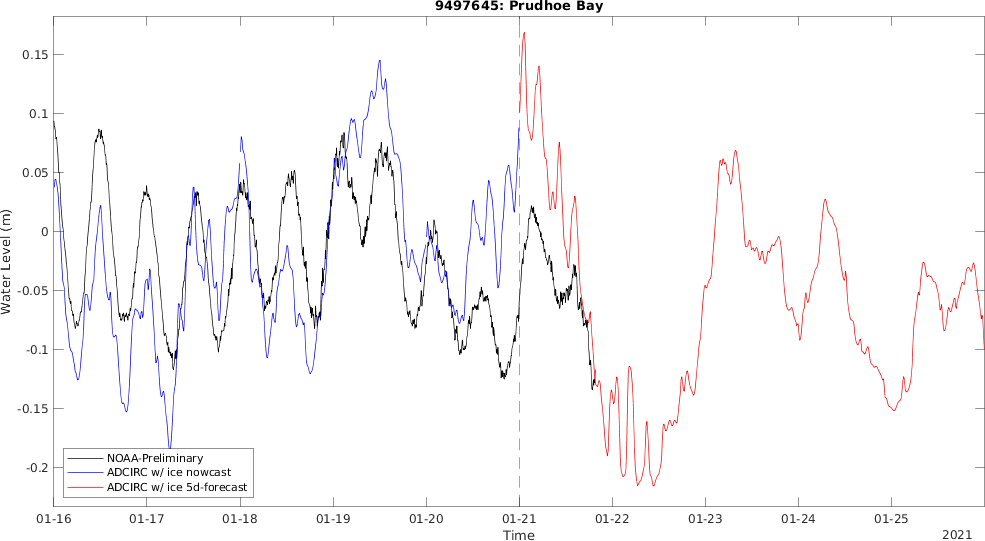 9497645: Prudhoe Bay
0.15
0.1
0.05
0
-0.05
-0.1
-0.15
-0.2
Water Level (m)
NOAA-Preliminary
ADCIRC w/ ice nowcast
ADCIRC w/ ice 5d-forecast
01-16 01-17 01-18 01-19 01-20 01-21 01-22 01-23 01-24 01-25
Time
2021